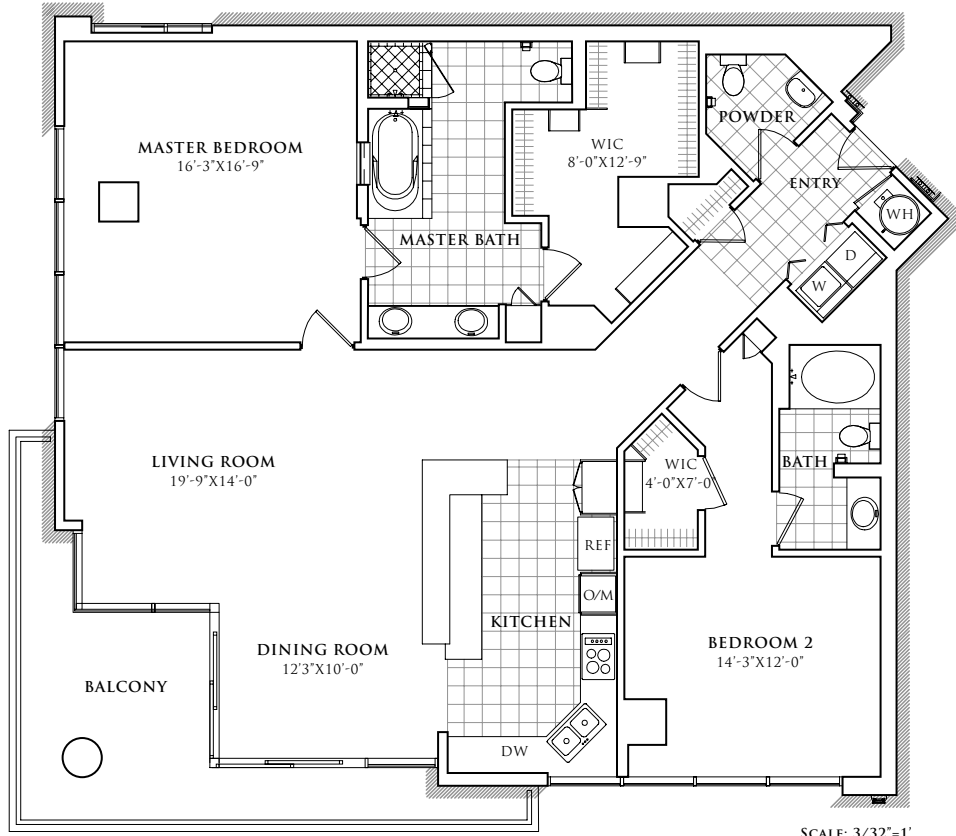 POWDER
MASTER BEDROOM
16'-3"X16'-9"
WIC
8'-0"X12'-9"
ENTRY
WH
MASTER BATH
D
W
LIVING ROOM
19'-9"X14'-0"
WIC
4'-0"X7'-0
BATH
REF
O/M
KITCHEN
DINING ROOM
12'3"X10'-0"
BEDROOM 2
14'-3"X12'-0"
BALCONY
DW
SCALE: 3/32"=1'